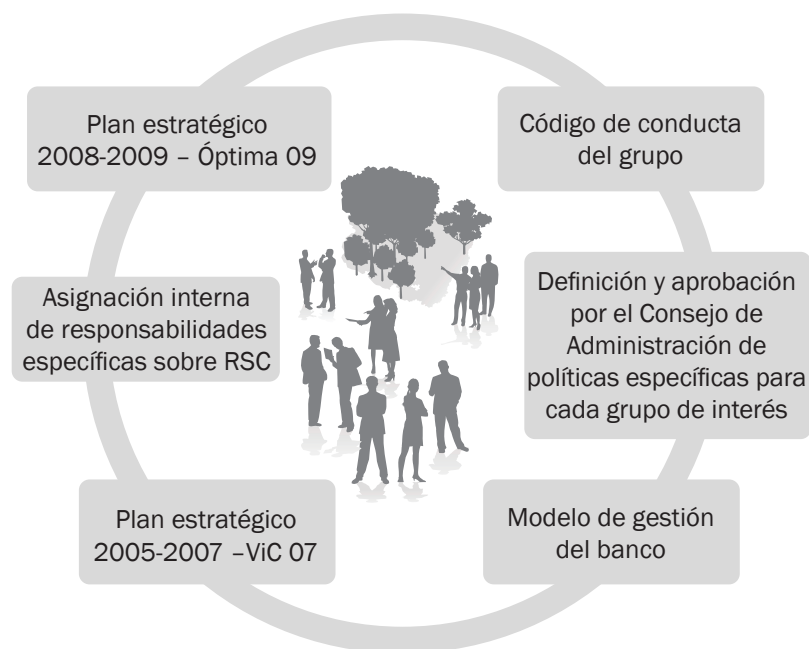 Plan estratégico
2008-2009 – Óptima 09
Código de conducta
del grupo
Asignación interna
de responsabilidades
específicas sobre RSC
Definición y aprobación
por el Consejo de
Administración de
políticas específicas para
cada grupo de interés
Plan estratégico
2005-2007 –ViC 07
Modelo de gestión
del banco